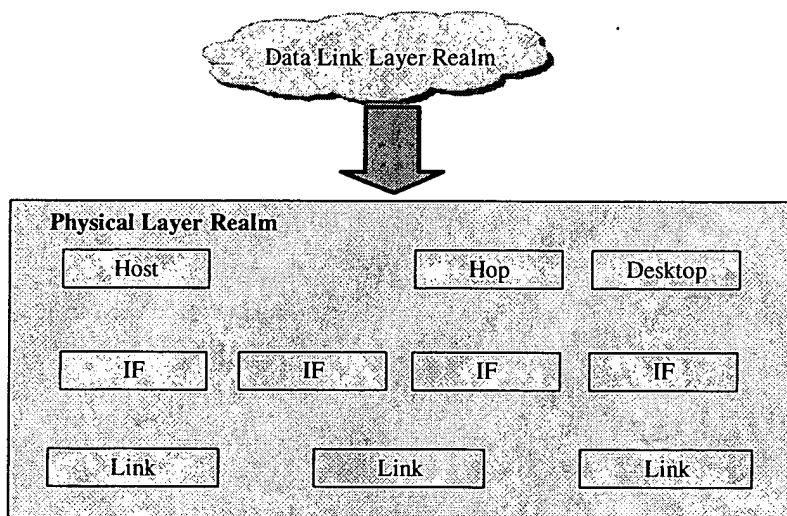 Data Link Layer Realm
Physical Layer Realm
Host Hop Desktop
IF IF IF IF
Link Link Link